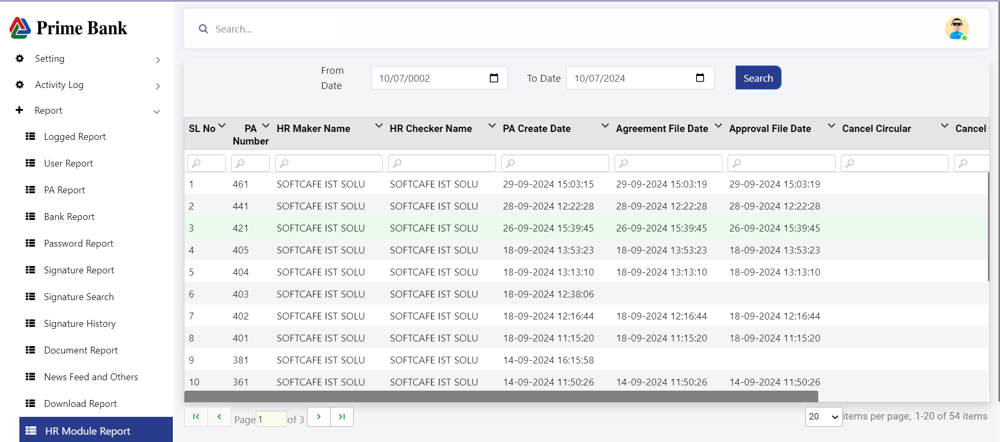 Prime Bank
Setting
Activity Log
Report
Logged Report
User Report
PA Report
Bank Report
Password Report
Signature Report
Signature Search
Signature History
Document Report
News Feed and Others
Download Report
HR Module Report
Search...
From Date 10/07/0002 To Date 10/07/2024 Search
SL No PA Number HR Maker Name HR Checker Name PA Create Date Agreement File Date Approval File Date Cancel Circular Cancel
1 461 SOFTCAFE IST SOLU SOFTCAFE IST SOLU 29-09-2024 15:03:15 29-09-2024 15:03:19 29-09-2024 15:03:19
2 441 SOFTCAFE IST SOLU SOFTCAFE IST SOLU 28-09-2024 12:22:28 28-09-2024 12:22:28 28-09-2024 12:22:28
3 421 SOFTCAFE IST SOLU SOFTCAFE IST SOLU 26-09-2024 15:39:45 26-09-2024 15:39:45 26-09-2024 15:39:45
4 405 SOFTCAFE IST SOLU SOFTCAFE IST SOLU 18-09-2024 13:53:23 18-09-2024 13:53:23 18-09-2024 13:53:23
5 404 SOFTCAFE IST SOLU SOFTCAFE IST SOLU 18-09-2024 13:13:10 18-09-2024 13:13:10 18-09-2024 13:13:10
6 403 SOFTCAFE IST SOLU SOFTCAFE IST SOLU 18-09-2024 12:38:06
7 402 SOFTCAFE IST SOLU SOFTCAFE IST SOLU 18-09-2024 12:16:44 18-09-2024 12:16:44 18-09-2024 12:16:44
8 401 SOFTCAFE IST SOLU SOFTCAFE IST SOLU 18-09-2024 11:15:20 18-09-2024 11:15:20 18-09-2024 11:15:20
9 381 SOFTCAFE IST SOLU SOFTCAFE IST SOLU 14-09-2024 16:15:58
10 361 SOFTCAFE IST SOLU SOFTCAFE IST SOLU 14-09-2024 11:50:26 14-09-2024 11:50:26 14-09-2024 11:50:26
Page 1 of 3 20 items per page, 1-20 of 54 items